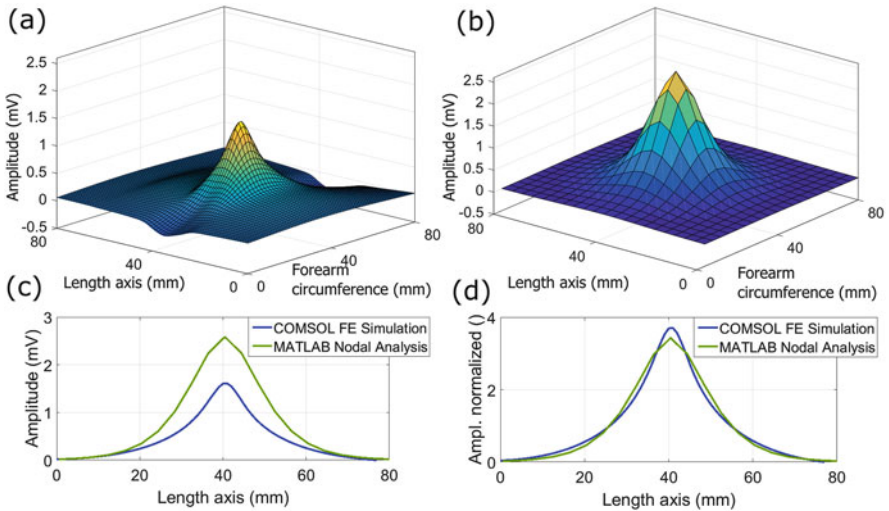 (a)
2.5
2
1.5
1
0.5
0
-0.5
Amplitude (mV)
80
40
0
Length axis (mm)
0
40
80
Forearm
circumference (mm)
(b)
2.5
2
1.5
1
0.5
0
-0.5
Amplitude (mV)
80
40
0
Length axis (mm)
0
40
80
Forearm
circumference (mm)
(c)
3
2
1
0
Amplitude (mV)
COMSOL FE Simulation
MATLAB Nodal Analysis
0 20 40 60 80
Length axis (mm)
(d)
4
2
0
Ampl. normalized ()
COMSOL FE Simulation
MATLAB Nodal Analysis
0 20 40 60 80
Length axis (mm)